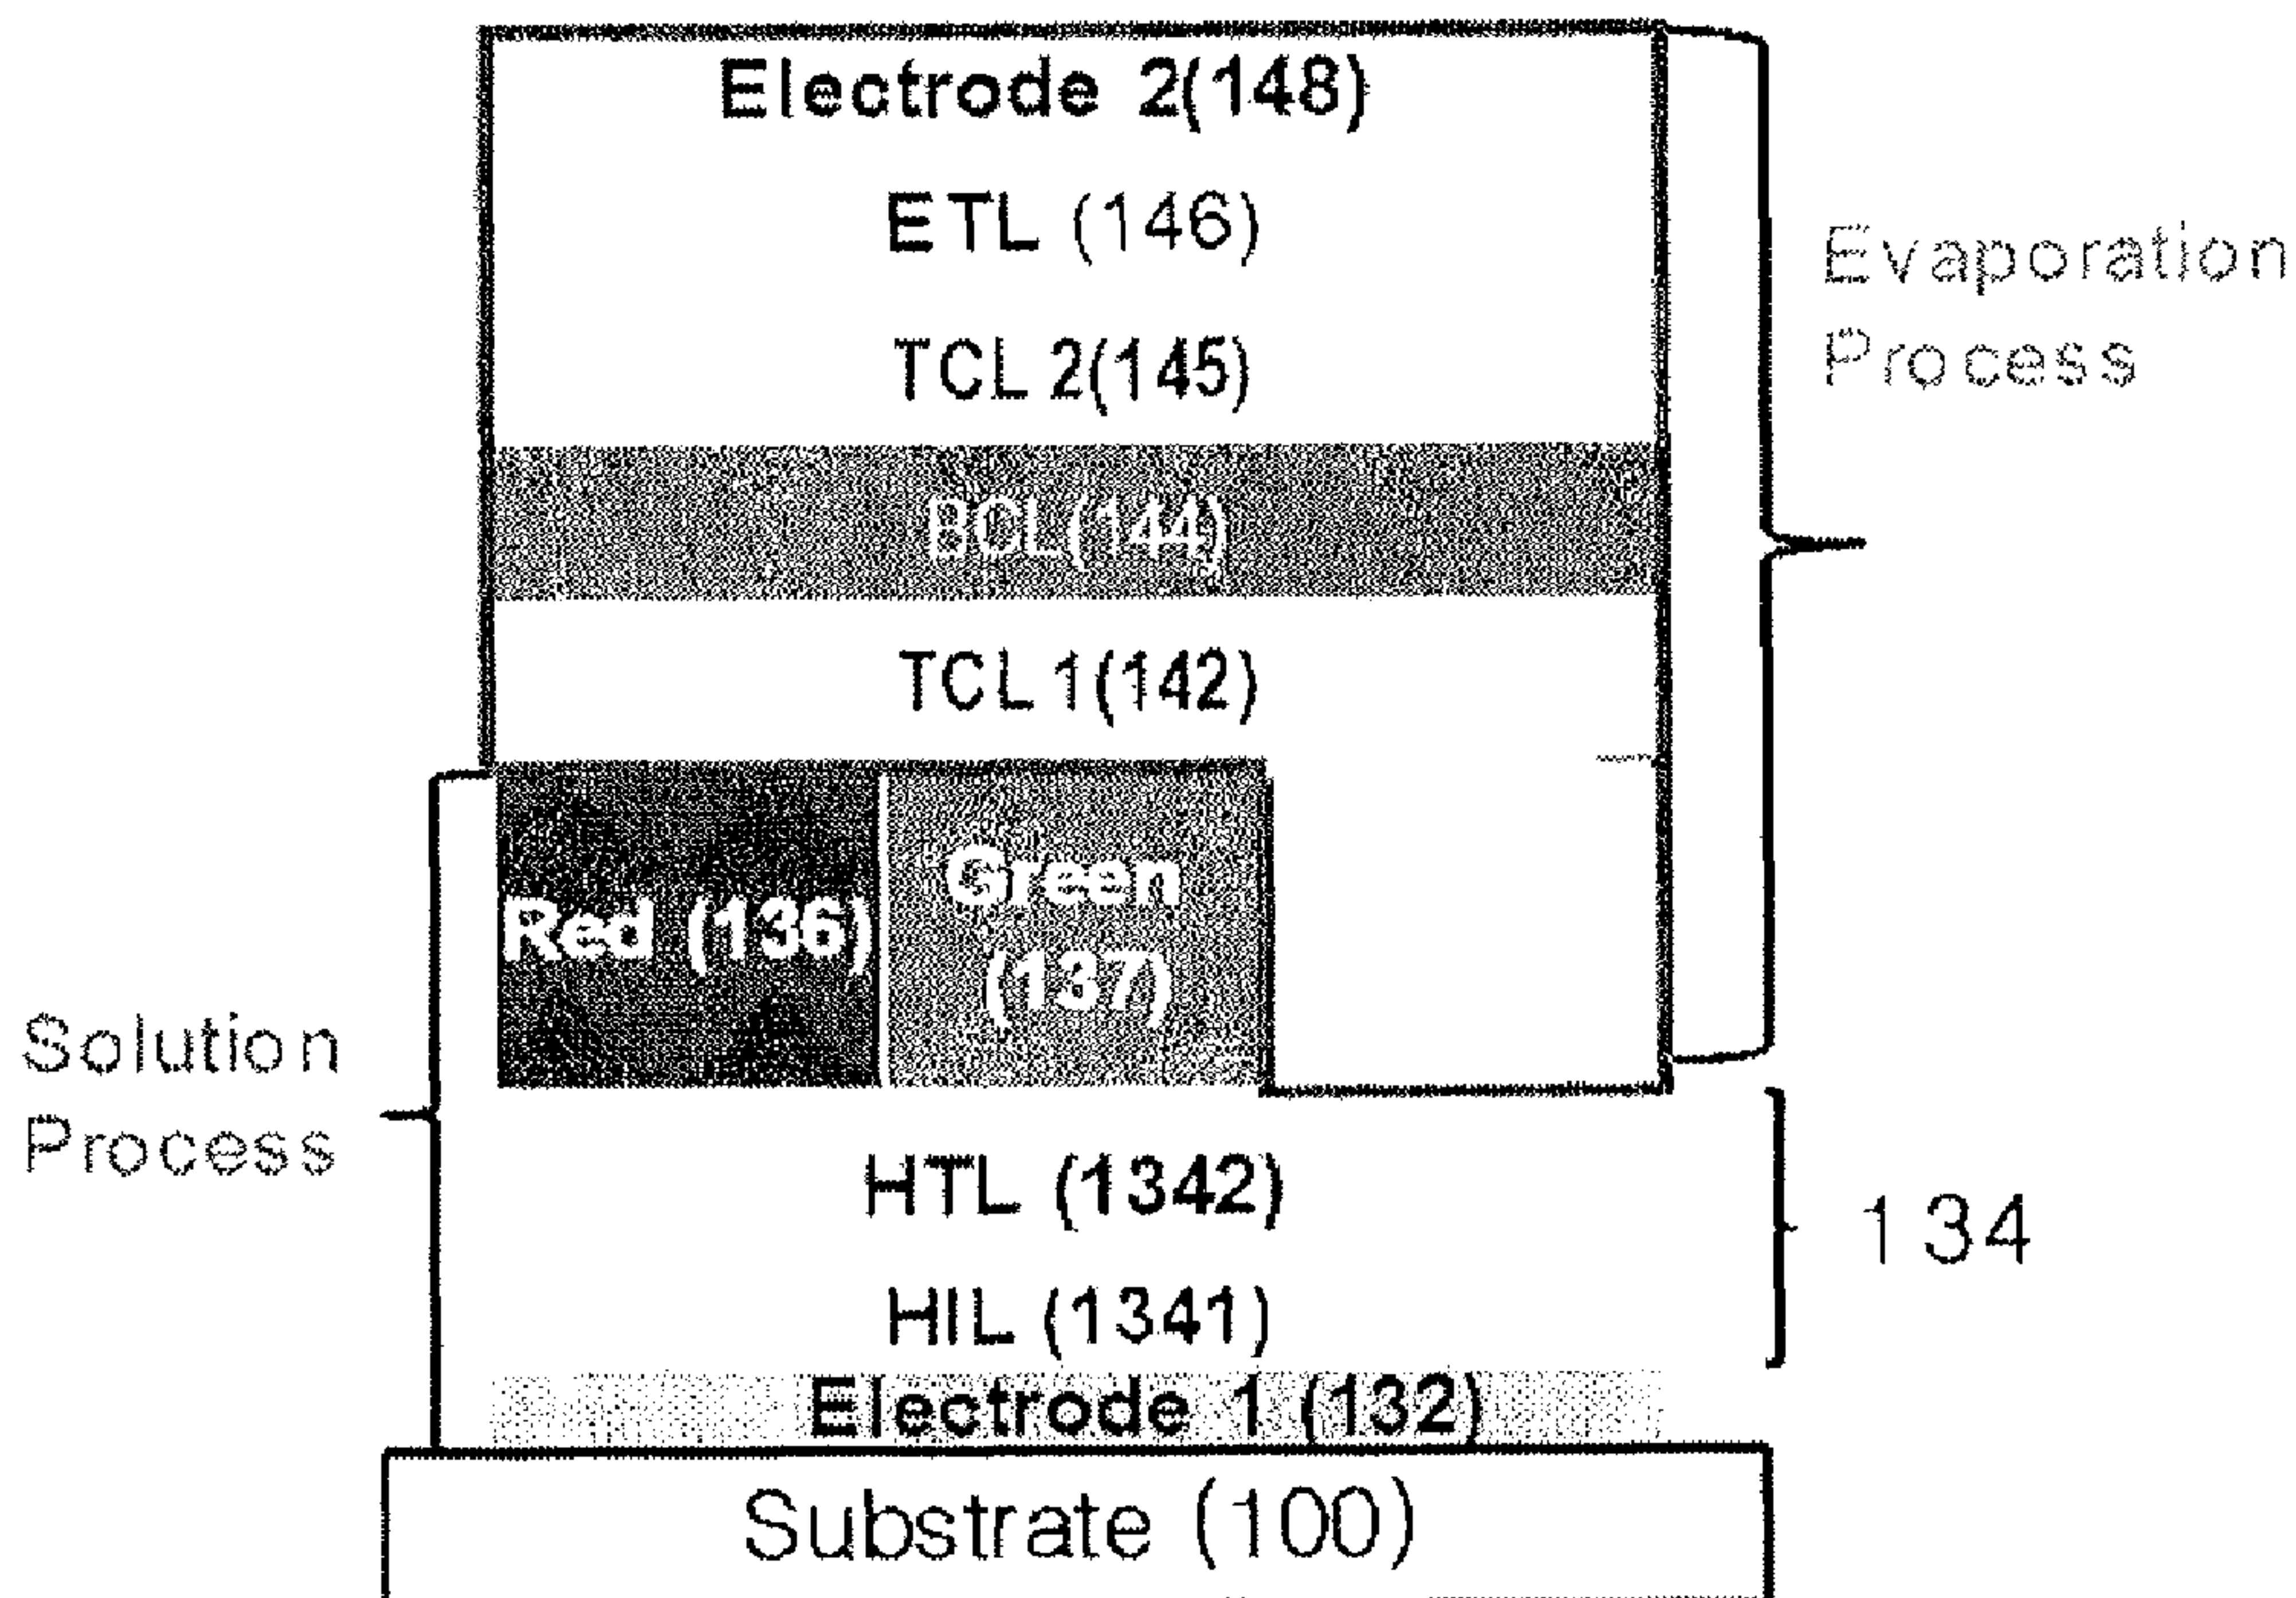 Electrode 2(148)
ETL (146)
Evaporation
Process
TCL 2(145)
BCL(144)
TCL 1(142)
Red (136)
Green
(137)
Solution
Process
HTL (1342)
134
HIL (1341)
Electrode 1 (132)
Substrate (100)